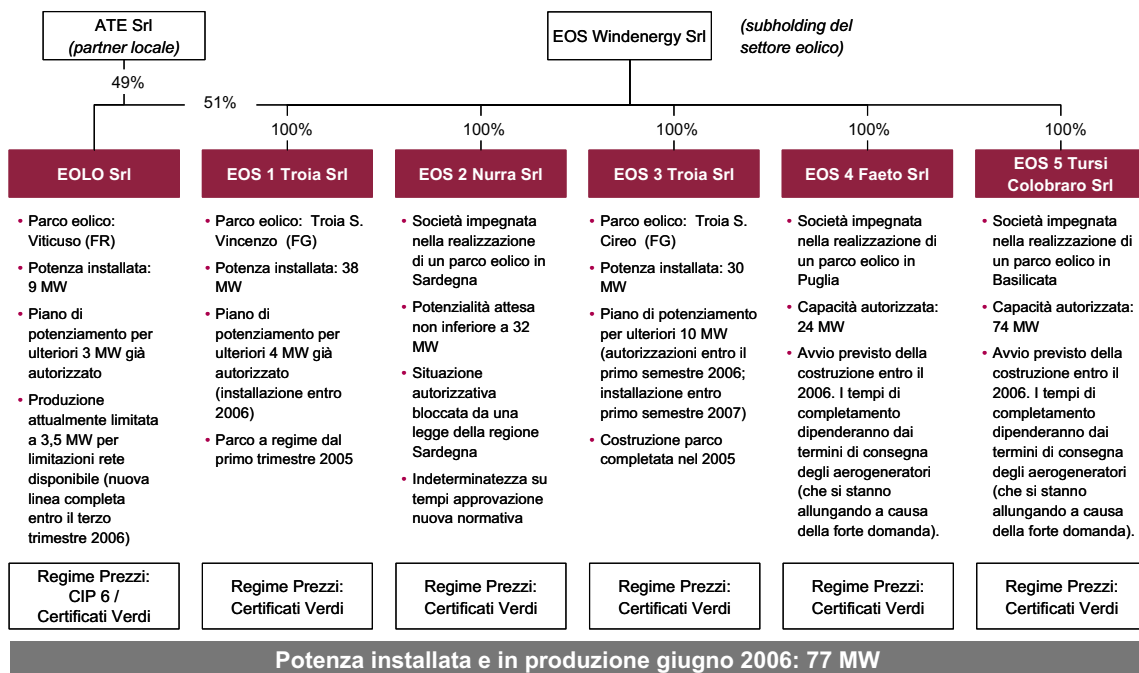 ATE Srl
(partner locale)
EOS Windenergy Srl
(subholding del
settore eolico)
49%
51%
100%
100%
100%
100%
100%
EOLO Srl
• Parco eolico:
Viticuso (FR)
• Potenza installata:
9 MW
• Piano di
potenziamento per
ulteriori 3 MW già
autorizzato
• Produzione
attualmente limitata
a 3,5 MW per
limitazioni rete
disponibile (nuova
linea completa
entro il terzo
trimestre 2006)
Regime Prezzi:
CIP 6 /
Certificati Verdi
EOS 1 Troia Srl
• Parco eolico: Troia S.
Vincenzo (FG)
• Potenza installata: 38
MW
• Piano di
potenziamento per
ulteriori 4 MW già
autorizzato
(installazione entro
2006)
• Parco a regime dal
primo trimestre 2005
Regime Prezzi:
Certificati Verdi
EOS 2 Nurra Srl
• Società impegnata
nella realizzazione
di un parco eolico in
Sardegna
• Potenzialità attesa
non inferiore a 32
MW
• Situazione
autorizzativa
bloccata da una
legge della regione
Sardegna
• Indeterminatezza su
tempi approvazione
nuova normativa
Regime Prezzi:
Certificati Verdi
EOS 3 Troia Srl
• Parco eolico: Troia S.
Cireo (FG)
• Potenza installata: 30
MW
• Piano di potenziamento
per ulteriori 10 MW
(autorizzazioni entro il
primo semestre 2006;
installazione entro
primo semestre 2007)
• Costruzione parco
completata nel 2005
Regime Prezzi:
Certificati Verdi
EOS 4 Faeto Srl
• Società impegnata
nella realizzazione di
un parco eolico in
Puglia
• Capacità autorizzata:
24 MW
• Avvio previsto della
costruzione entro il
2006. I tempi di
completamento
dipenderanno dai
termini di consegna
degli aerogeneratori
(che si stanno
allungando a causa
della forte domanda).
Regime Prezzi:
Certificati Verdi
EOS 5 Tursi
Colobraro Srl
• Società impegnata
nella realizzazione di
un parco eolico in
Basilicata
• Capacità autorizzata:
74 MW
• Avvio previsto della
costruzione entro il
2006. I tempi di
completamento
dipenderanno dai
termini di consegna
degli aerogeneratori
(che si stanno
allungando a causa
della forte domanda).
Regime Prezzi:
Certificati Verdi
Potenza installata e in produzione giugno 2006: 77 MW